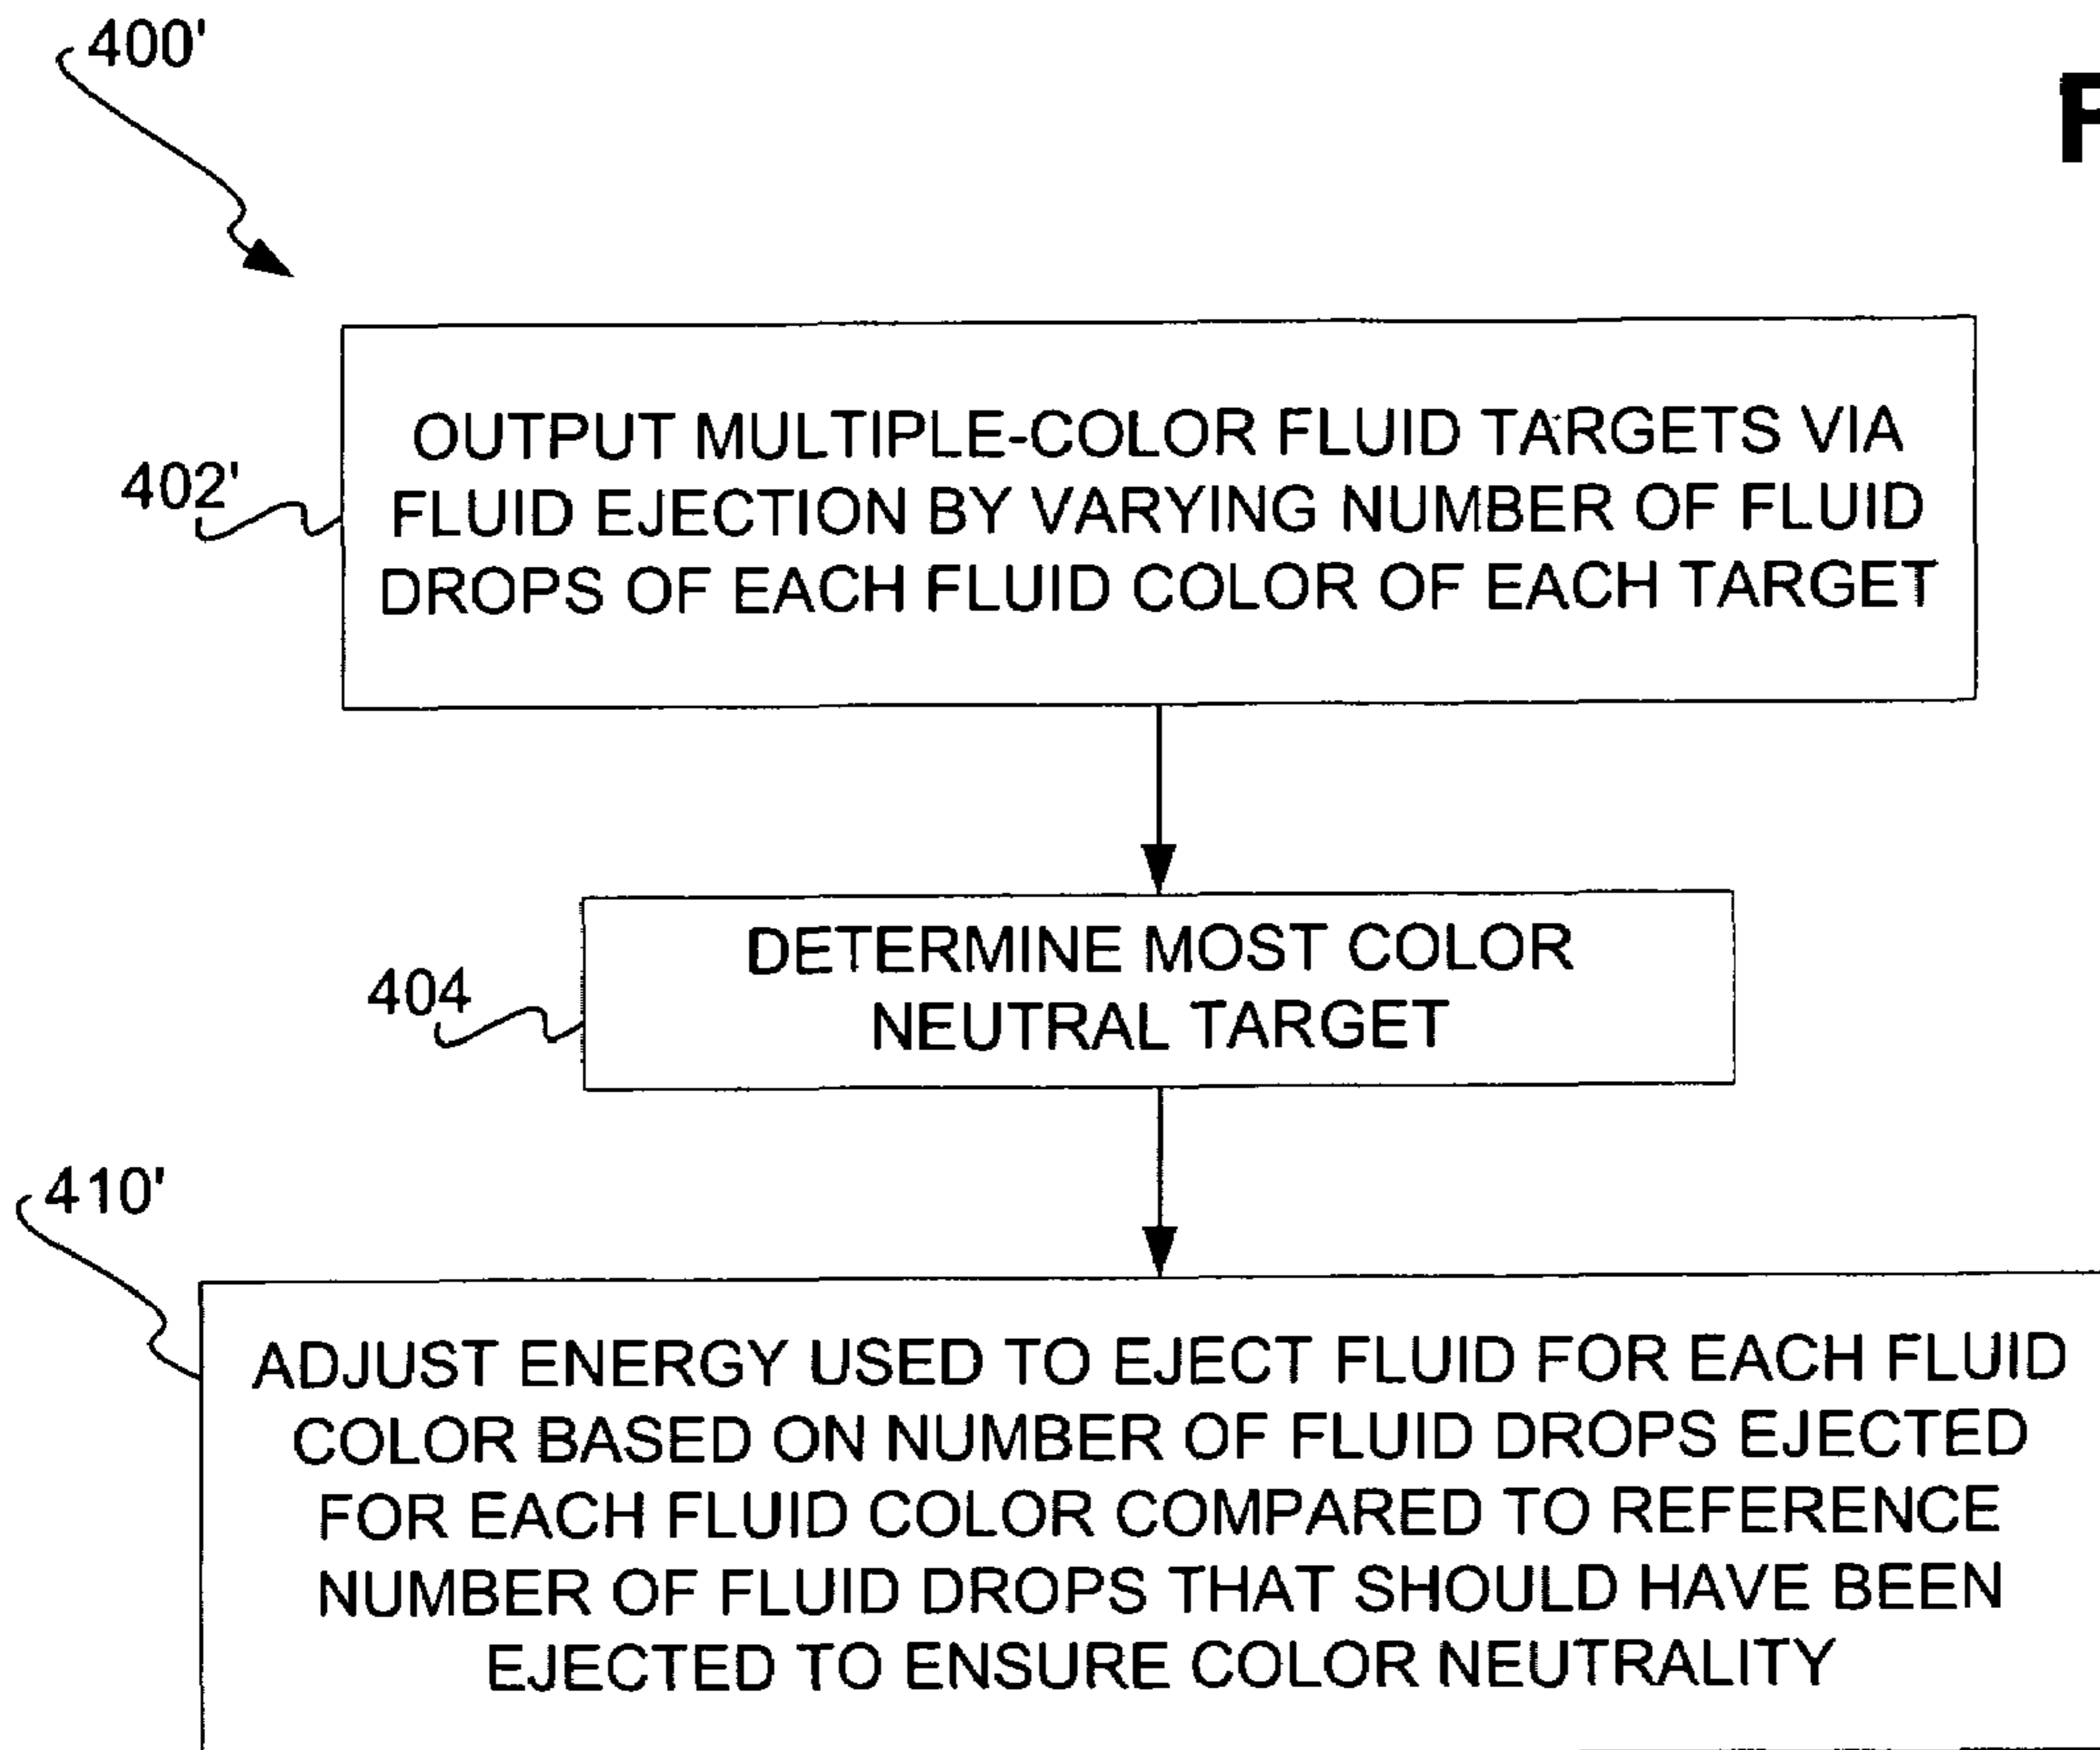 400'
402'
OUTPUT MULTIPLE-COLOR FLUID TARGETS VIA
FLUID EJECTION BY VARYING NUMBER OF FLUID
DROPS OF EACH FLUID COLOR OF EACH TARGET
404
DETERMINE MOST COLOR
NEUTRAL TARGET
410'
ADJUST ENERGY USED TO EJECT FLUID FOR EACH FLUID
COLOR BASED ON NUMBER OF FLUID DROPS EJECTED
FOR EACH FLUID COLOR COMPARED TO REFERENCE
NUMBER OF FLUID DROPS THAT SHOULD HAVE BEEN
EJECTED TO ENSURE COLOR NEUTRALITY